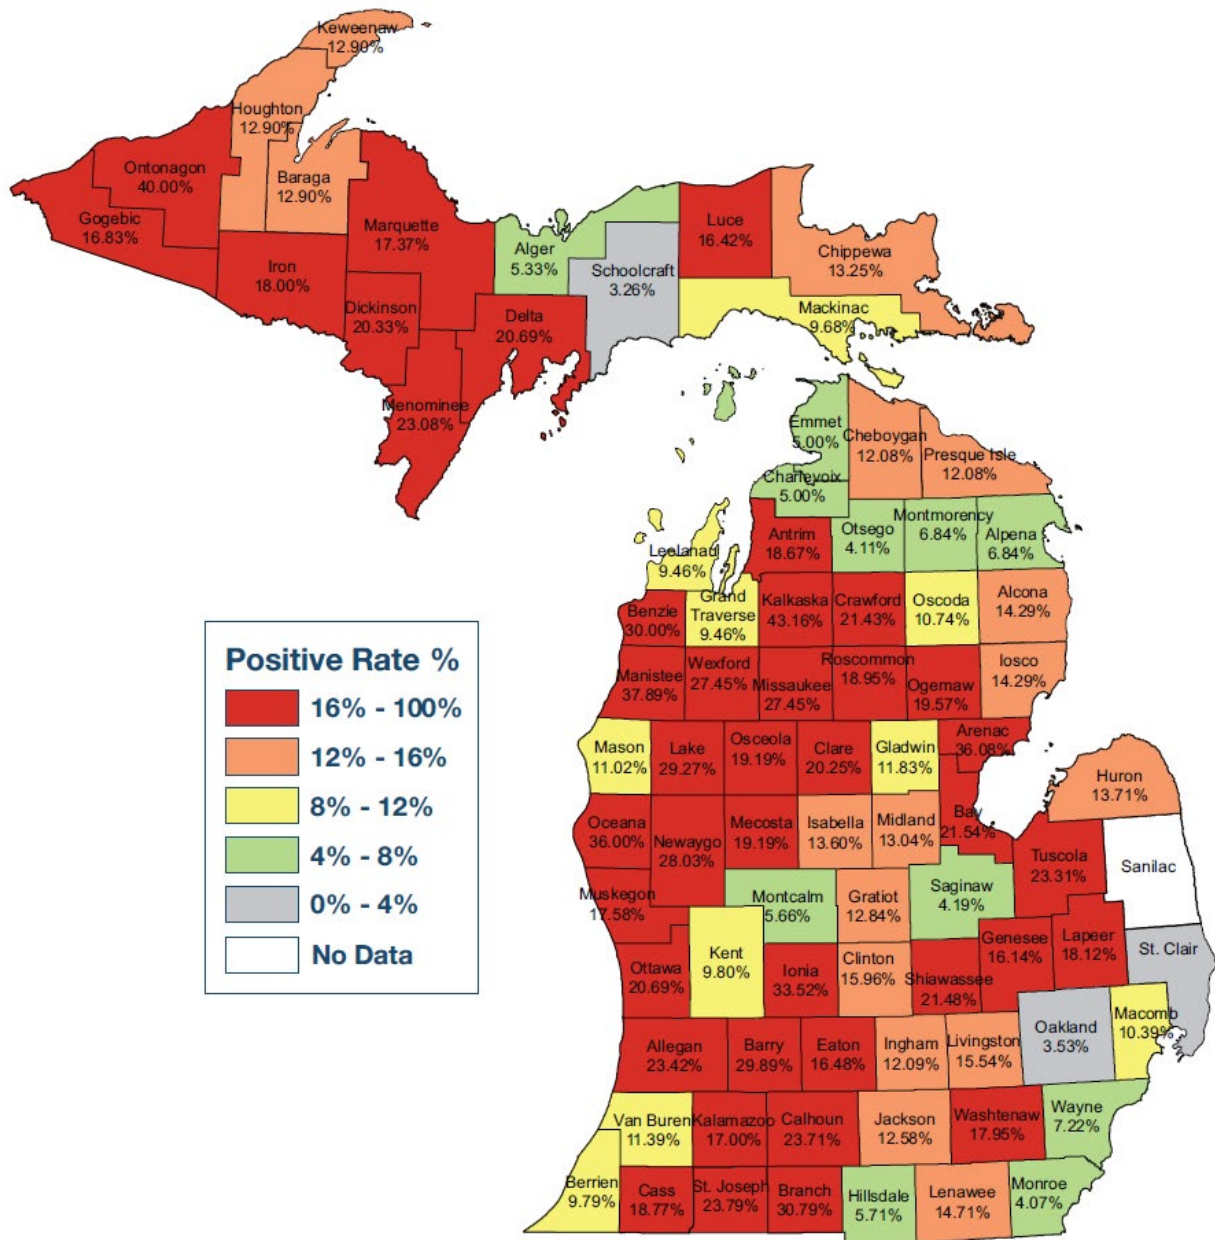 Keweenaw
12.90%
Houghton
12.90%
Baraga
12.90%
Ontonagon
40.00%
Gogebic
16.83%
Marquette
17.37%
Iron
18.00%
Dickinson
20.33%
Menominee
23.08%
Delta
20.69%
Alger
5.33%
Schoolcraft
3.26%
Luce
16.42%
Chippewa
13.25%
Mackinac
9.68%
Emmet
5.00%
Cheboygan
12.08%
Presque Isle
12.08%
Charlevoix
5.00%
Antrim
18.67%
Otsego
4.11%
Montmorency
6.84%
Alpena
6.84%
Leelanau
9.46%
Benzie
30.00%
Grand
Traverse
9.46%
Kalkaska
43.16%
Crawford
21.43%
Oscoda
10.74%
Alcona
14.29%
Manistee
37.89%
Wexford
27.45%
Missaukee
27.45%
Roscommon
18.95%
Ogemaw
19.57%
Iosco
14.29%
Mason
11.02%
Lake
29.27%
Osceola
19.19%
Clare
20.25%
Gladwin
11.83%
Arenac
36.08%
Huron
13.71%
Oceana
36.00%
Newaygo
28.03%
Mecosta
19.19%
Isabella
13.60%
Midland
13.04%
Bay
21.54%
Tuscola
23.31%
Sanilac
Muskegon
17.58%
Montcalm
5.66%
Gratiot
12.84%
Saginaw
4.19%
Genesee
16.14%
Lapeer
18.12%
St. Clair
Ottawa
20.69%
Kent
9.80%
Ionia
33.52%
Clinton
15.96%
Shiawassee
21.48%
Oakland
3.53%
Macomb
10.39%
Allegan
23.42%
Barry
29.89%
Eaton
16.48%
Ingham
12.09%
Livingston
15.54%
Van Buren
11.39%
Kalamazoo
17.00%
Calhoun
23.71%
Jackson
12.58%
Washtenaw
17.95%
Wayne
7.22%
Berrien
9.79%
Cass
18.77%
St. Joseph
23.79%
Branch
30.79%
Hillsdale
5.71%
Lenawee
14.71%
Monroe
4.07%
Positive Rate %
16% - 100%
12% - 16%
8% - 12%
4% - 8%
0% - 4%
No Data